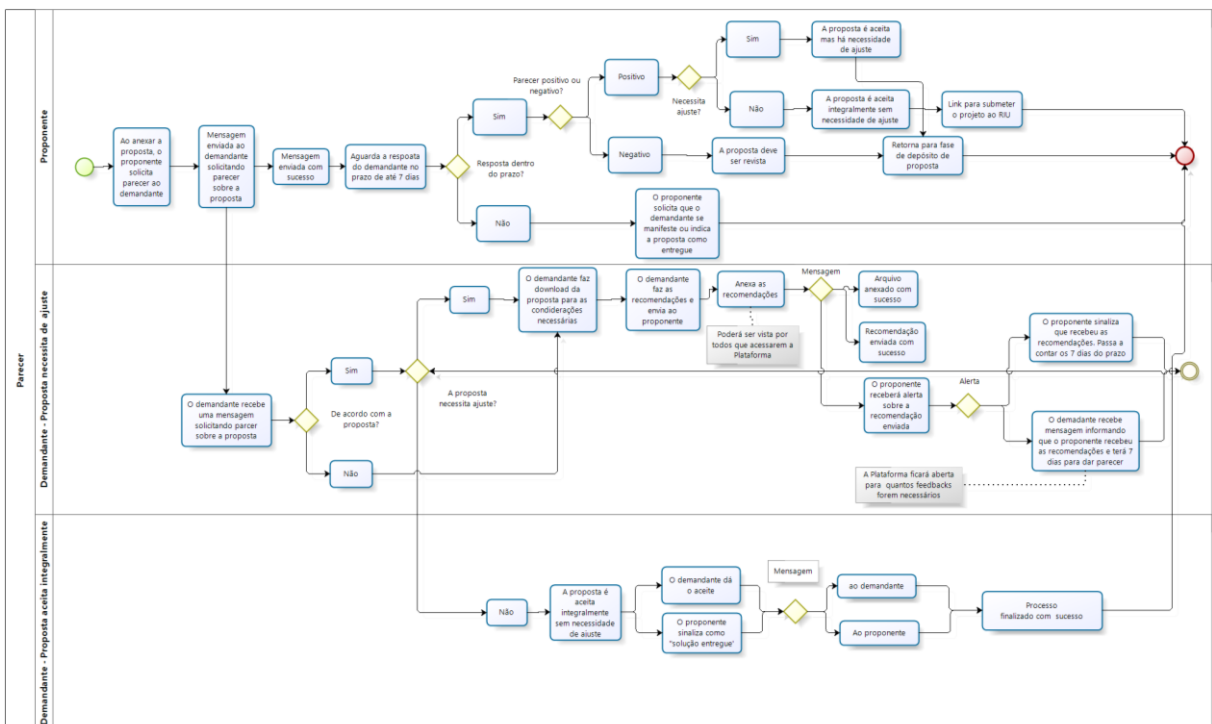 Parecer
Proponente
Ao anexar a
proposta, o
proponente
solicita
parecer ao
demandante
Mensagem
enviada ao
demandante
solicitando
parecer
sobre a
proposta
Mensagem
enviada com
sucesso
Aguarda a respoata
do demandante no
prazo de até 7 dias
Resposta dentro
do prazo?
Sim
Não
Parecer positivo ou
negativo?
Positivo
Negativo
Necessita
ajuste?
Sim
Não
A proposta é aceita
mas há necessidade
de ajuste
A proposta é aceita
integralmente sem
necessidade de ajuste
Link para submeter
o projeto ao RIU
A proposta deve
ser revista
Retorna para fase
de depósito de
proposta
O proponente
solicita que o
demandante se
manifeste ou indica
a proposta como
entregue
Demandante - Proposta necessita de ajuste
O demandante recebe
uma mensagem
solicitando parcer
sobre a proposta
De acordo com a
proposta?
Sim
Não
A proposta
necessita ajuste?
Sim
O demandante faz
download da
proposta para as
condiderações
necessárias
O demandante
faz as
recomendações e
envia ao
proponente
Anexa as
recomendações
Poderá ser vista por
todos que acessarem a
Plataforma
Mensagem
Arquivo
anexado com
sucesso
Recomendação
enviada com
sucesso
O proponente
receberá alerta
sobre a
recomendação
enviada
Alerta
O proponente sinaliza
que recebeu as
recomendações. Passa a
contar os 7 dias do prazo
O demadante recebe
mensagem informando
que o proponente recebeu
as recomendações e terá 7
dias para dar parecer
A Plataforma ficará aberta
para quantos feedbacks
forem necessários
Demandante - Proposta aceita integralmente
Não
A proposta é
aceita
integralmente
sem necessidade
de ajuste
O demandante dá
o aceite
O proponente
sinaliza como
"solução entregue'
Mensagem
ao demandante
Ao proponente
Processo
finalizado com sucesso